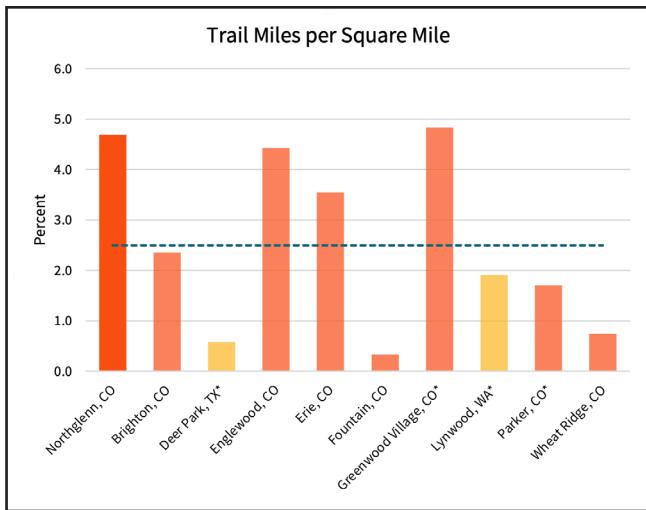 Trail Miles per Square Mile
6.0
5.0
4.0
3.0
2.0
1.0
0.0
Percent
Northglenn, CO
Brighton, CO
Deer Park, TX*
Englewood, CO
Erie, CO
Fountain, CO
Greenwood Village, CO*
Lynwood, WA*
Parker, CO*
Wheat Ridge, CO